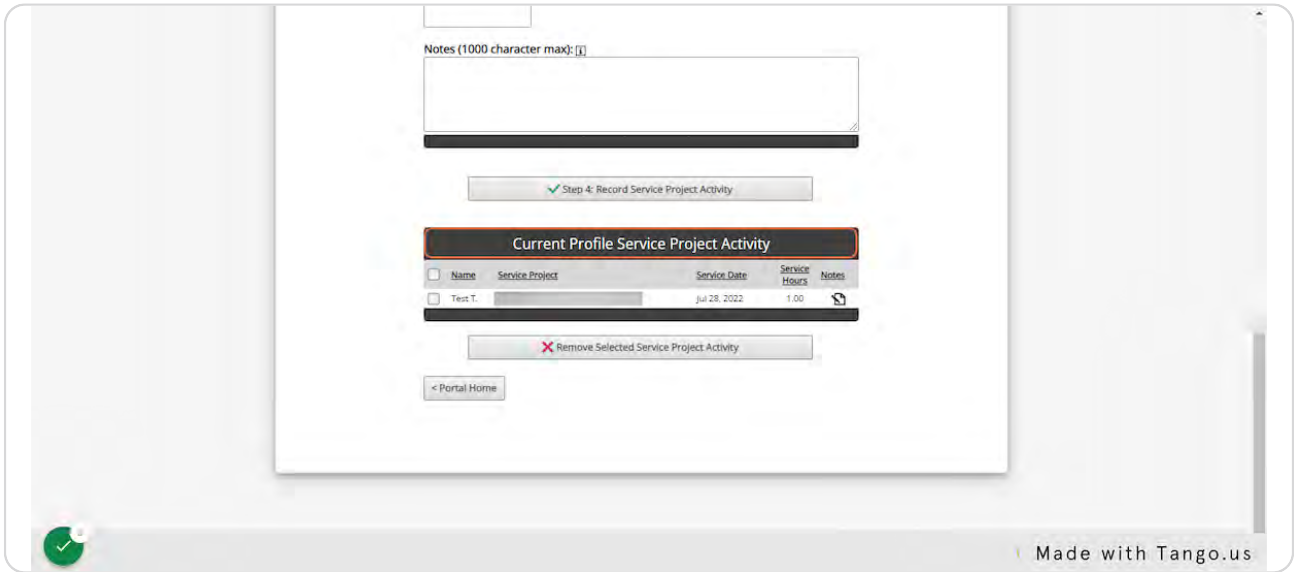 Notes (1000 character max): [i]
Step 4: Record Service Project Activity
Current Profile Service Project Activity
Name Service Project Service Date Service Hours Notes
Test T. Jul 28, 2022 1.00
Remove Selected Service Project Activity
< Portal Home
Made with Tango.us